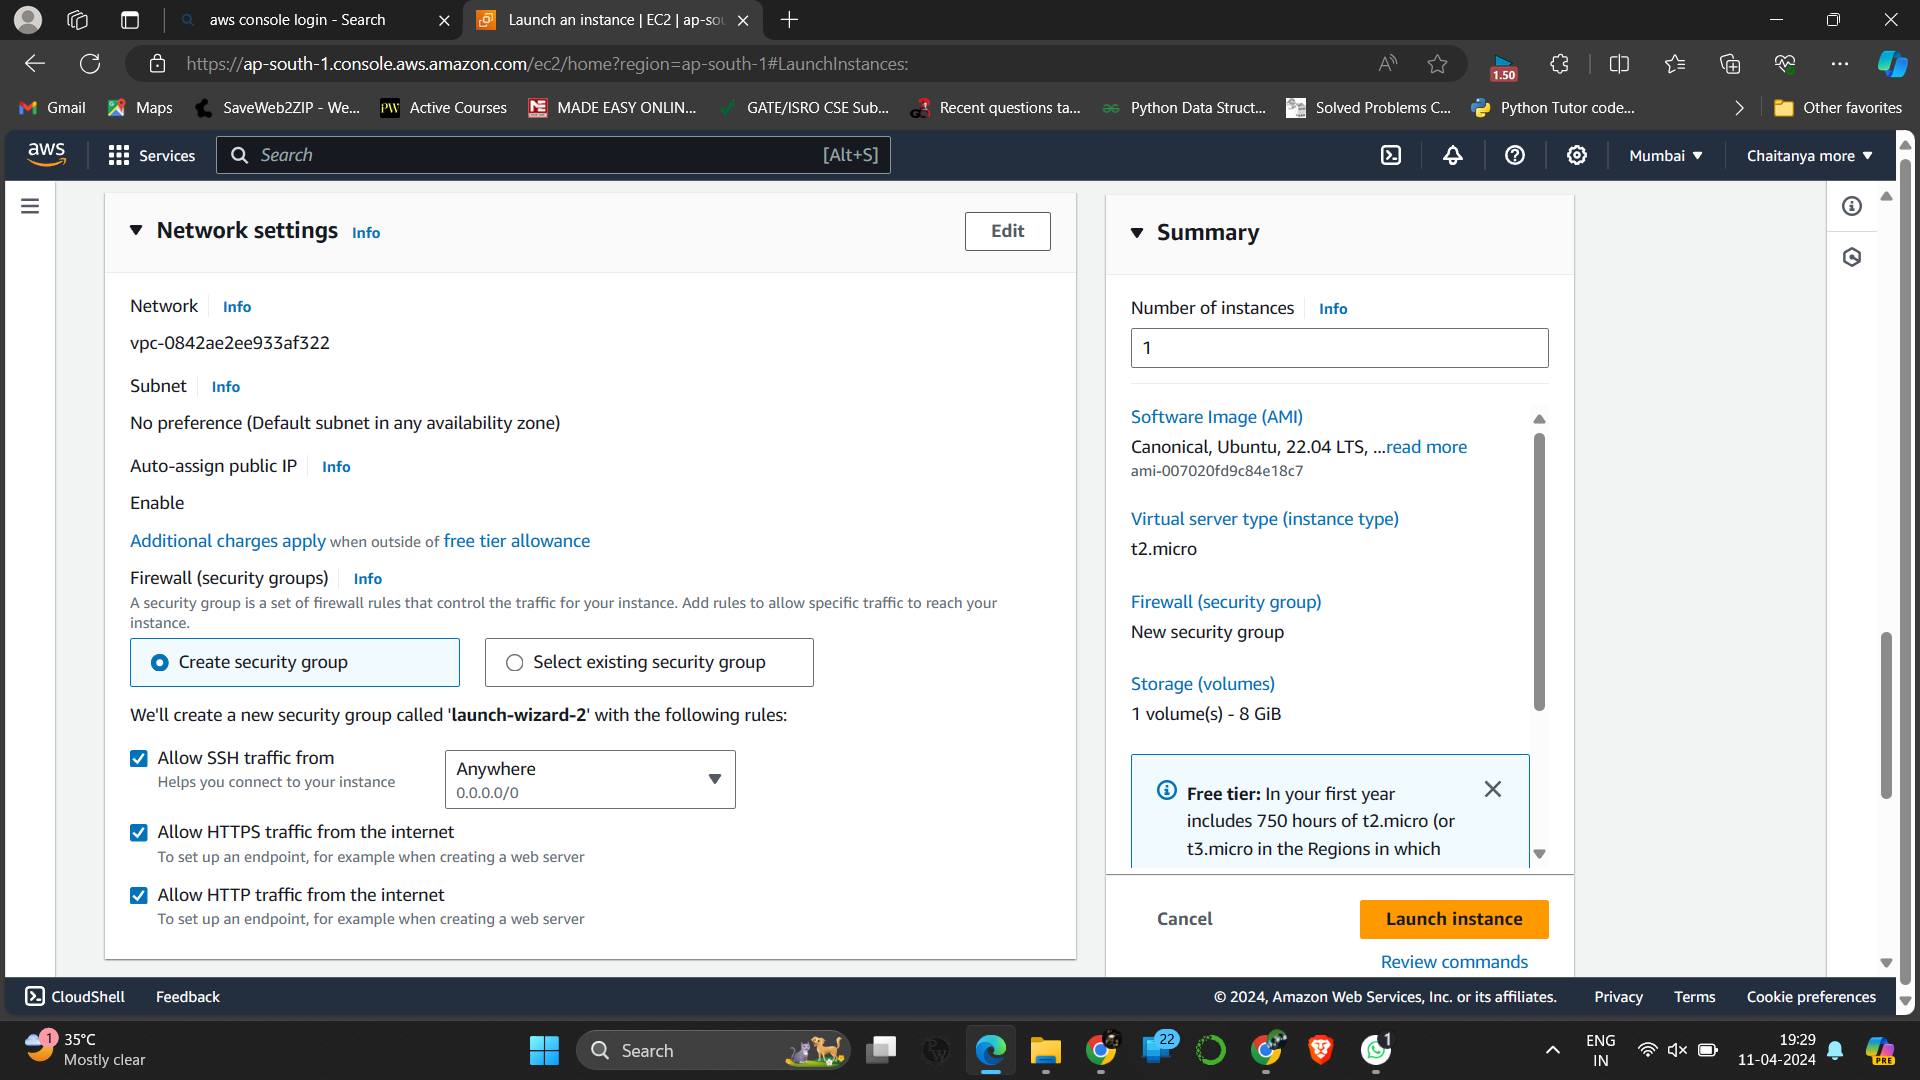 aws console login - Search
Launch an instance | EC2 | ap-sou
https://ap-south-1.console.aws.amazon.com/ec2/home?region=ap-south-1#LaunchInstances:
1.50
Gmail
Maps
SaveWeb2ZIP - We...
PW
Active Courses
MADE EASY ONLIN...
GATE/ISRO CSE Sub...
Recent questions ta...
Python Data Struct...
Solved Problems C...
Python Tutor code...
Other favorites
aws
Services
Search
[Alt+S]
Mumbai
Chaitanya more
Network settings
Info
Edit
Network
Info
vpc-0842ae2ee933af322
Subnet
Info
No preference (Default subnet in any availability zone)
Auto-assign public IP
Info
Enable
Additional charges apply when outside of free tier allowance
Firewall (security groups)
Info
A security group is a set of firewall rules that control the traffic for your instance. Add rules to allow specific traffic to reach your
instance.
Create security group
Select existing security group
We'll create a new security group called 'launch-wizard-2' with the following rules:
Allow SSH traffic from
Helps you connect to your instance
Anywhere
0.0.0.0/0
Allow HTTPS traffic from the internet
To set up an endpoint, for example when creating a web server
Allow HTTP traffic from the internet
To set up an endpoint, for example when creating a web server
Summary
Number of instances
Info
1
Software Image (AMI)
Canonical, Ubuntu, 22.04 LTS, ...read more
ami-007020fd9c84e18c7
Virtual server type (instance type)
t2.micro
Firewall (security group)
New security group
Storage (volumes)
1 volume(s) - 8 GiB
Free tier: In your first year
includes 750 hours of t2.micro (or
t3.micro in the Regions in which
Cancel
Launch instance
Review commands
CloudShell
Feedback
© 2024, Amazon Web Services, Inc. or its affiliates.
Privacy
Terms
Cookie preferences
1
35°C
Mostly clear
Search
22
1
ENG
IN
19:29
11-04-2024
PRE